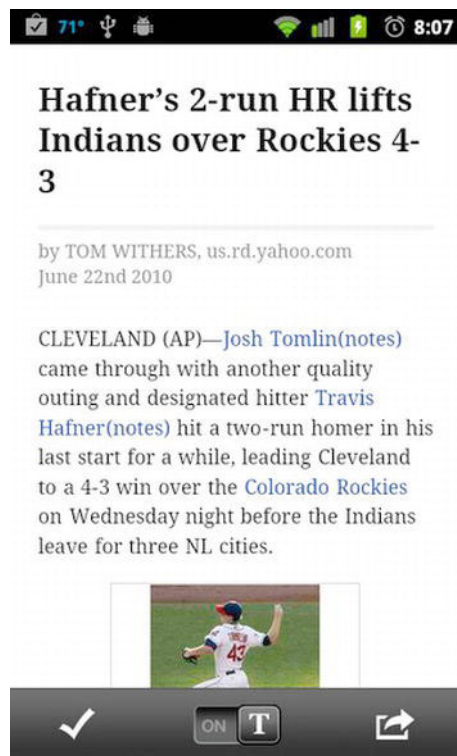 71° 8:07
Hafner’s 2-run HR lifts
Indians over Rockies 4-
3
by TOM WITHERS, us.rd.yahoo.com
June 22nd 2010
CLEVELAND (AP)—Josh Tomlin(notes)
came through with another quality
outing and designated hitter Travis
Hafner(notes) hit a two-run homer in his
last start for a while, leading Cleveland
to a 4-3 win over the Colorado Rockies
on Wednesday night before the Indians
leave for three NL cities.
TOMLIN
43
ON T